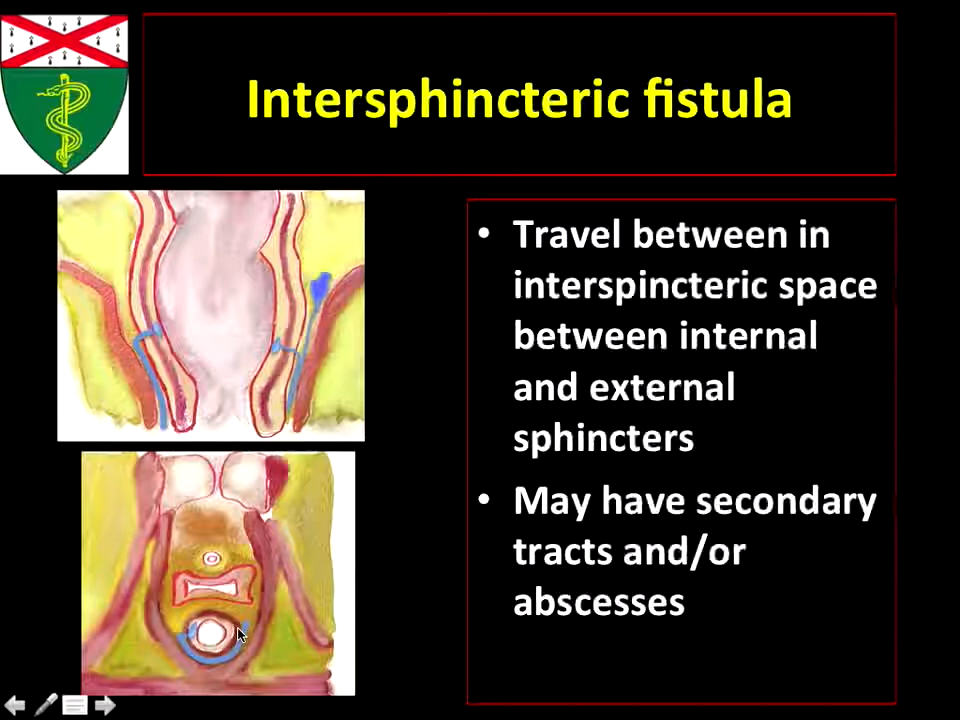 Intersphincteric fistula
• Travel between in
interspincteric space
between internal
and external
sphincters
• May have secondary
tracts and/or
abscesses